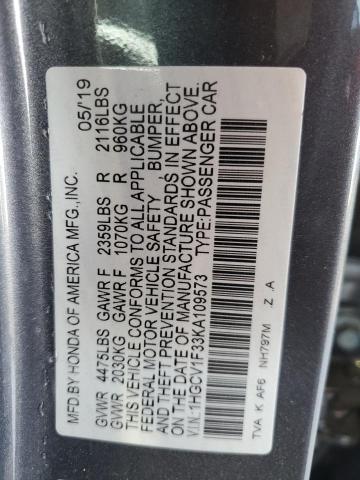 MFD.BY HONDA OF AMERICA MFG.,INC. 05/19
GVWR 4475LBS GAWR F 2359LBS R 2116LBS
GVWR 2030KG GAWR F 1070KG R 960KG
THIS VEHICLE CONFORMS TO ALL APPLICABLE
FEDERAL MOTOR VEHICLE SAFETY BUMPER,
AND THEFT PREVENTION STANDARDS IN EFFECT
ON THE DATE OF MANUFACTURE SHOWN ABOVE.
V.I.N.:1HGCV1F33KA109573 TYPE:PASSENGER CAR
TVA K AF6 NH797M .Z .A